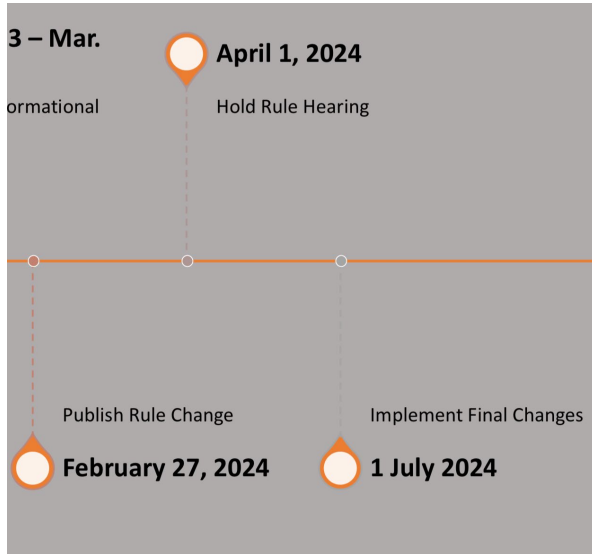 3 – Mar.
ormational
April 1, 2024
Hold Rule Hearing
Publish Rule Change
February 27, 2024
Implement Final Changes
1 July 2024